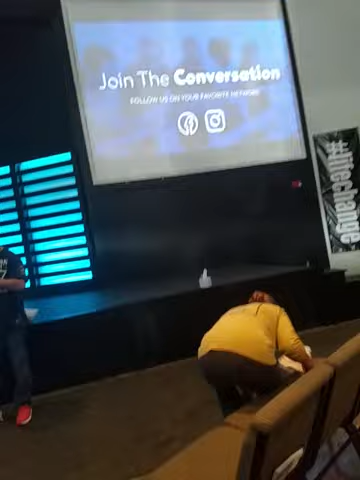 Join The Conversation
FOLLOW US ON YOUR FAVORITE NETWORK
#lifechange